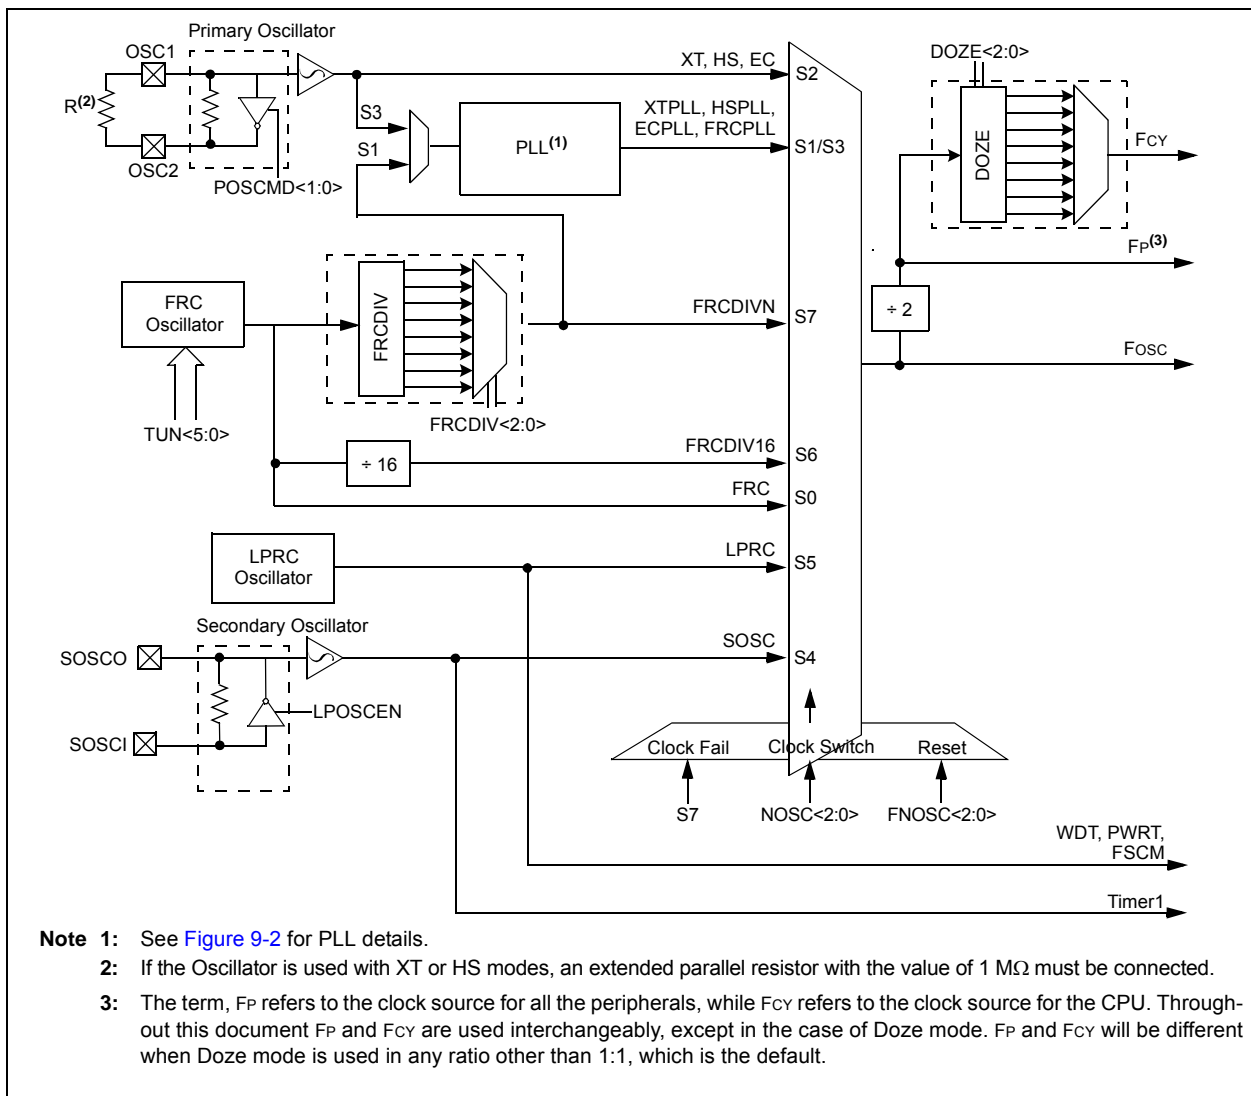 Primary Oscillator
OSC1
R(2)
OSC2
POSCMD<1:0>
S3
S1
PLL(1)
XT, HS, EC
S2
XTPLL, HSPLL,
ECPLL, FRCPLL
S1/S3
DOZE<2:0>
DOZE
FCY
FP(3)
÷ 2
FOSC
FRC
Oscillator
TUN<5:0>
FRCDIV
FRCDIV<2:0>
FRCDIVN
S7
÷ 16
FRCDIV16
S6
FRC
S0
LPRC
Oscillator
LPRC
S5
Secondary Oscillator
SOSCO
SOSCI
LPOSCEN
SOSC
S4
Clock Fail
Clock Switch
Reset
S7
NOSC<2:0>
FNOSC<2:0>
WDT, PWRT,
FSCM
Timer1
Note 1: See Figure 9-2 for PLL details.
2: If the Oscillator is used with XT or HS modes, an extended parallel resistor with the value of 1 MΩ must be connected.
3: The term, FP refers to the clock source for all the peripherals, while FCY refers to the clock source for the CPU. Through-
out this document FP and FCY are used interchangeably, except in the case of Doze mode. FP and FCY will be different
when Doze mode is used in any ratio other than 1:1, which is the default.